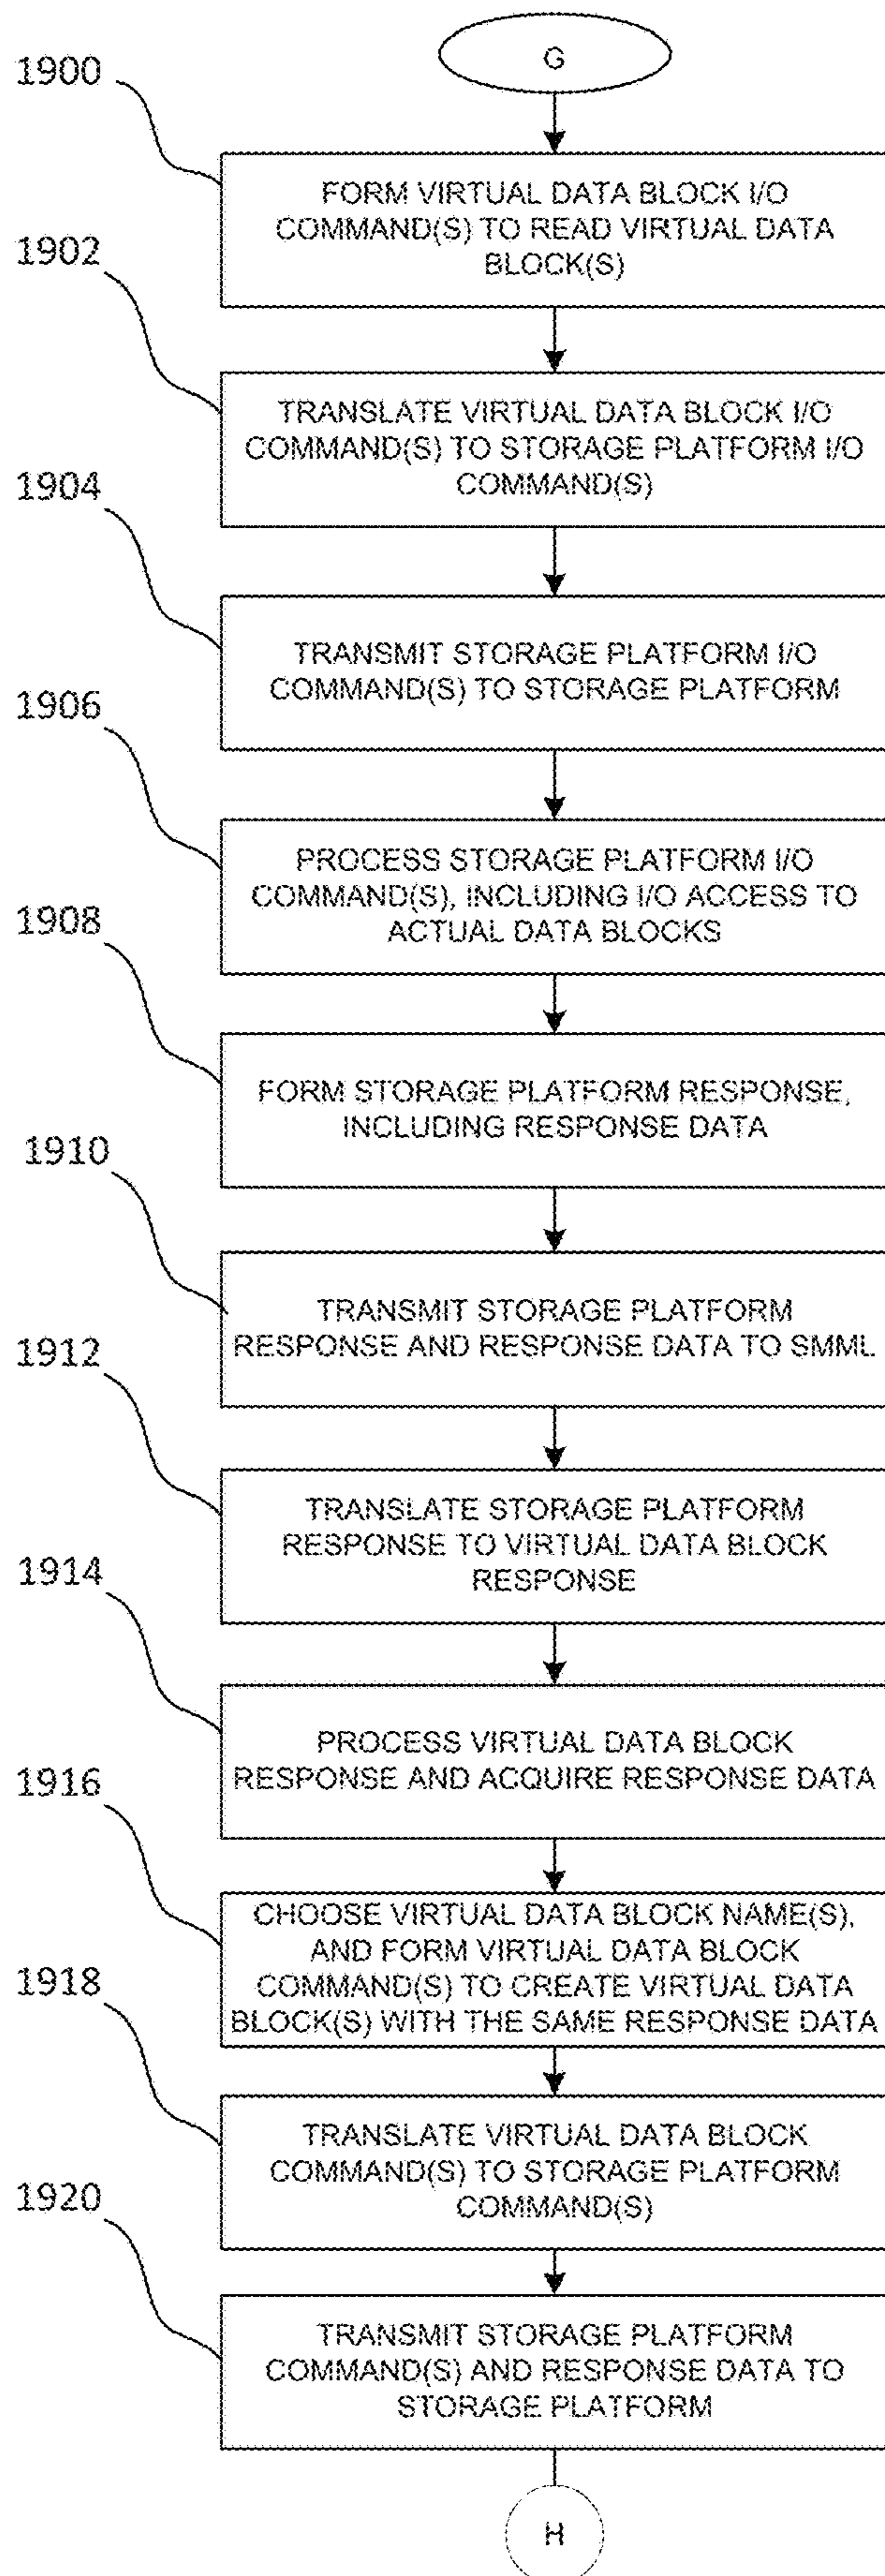 G
1900
FORM VIRTUAL DATA BLOCK I/O
COMMAND(S) TO READ VIRTUAL DATA
BLOCK(S)
1902
TRANSLATE VIRTUAL DATA BLOCK I/O
COMMAND(S) TO STORAGE PLATFORM I/O
COMMAND(S)
1904
TRANSMIT STORAGE PLATFORM I/O
COMMAND(S) TO STORAGE PLATFORM
1906
PROCESS STORAGE PLATFORM I/O
COMMAND(S), INCLUDING I/O ACCESS TO
ACTUAL DATA BLOCKS
1908
FORM STORAGE PLATFORM RESPONSE,
INCLUDING RESPONSE DATA
1910
TRANSMIT STORAGE PLATFORM
RESPONSE AND RESPONSE DATA TO SMML
1912
TRANSLATE STORAGE PLATFORM
RESPONSE TO VIRTUAL DATA BLOCK
RESPONSE
1914
PROCESS VIRTUAL DATA BLOCK
RESPONSE AND ACQUIRE RESPONSE DATA
1916
CHOOSE VIRTUAL DATA BLOCK NAME(S),
AND FORM VIRTUAL DATA BLOCK
COMMAND(S) TO CREATE VIRTUAL DATA
BLOCK(S) WITH THE SAME RESPONSE DATA
1918
TRANSLATE VIRTUAL DATA BLOCK
COMMAND(S) TO STORAGE PLATFORM
COMMAND(S)
1920
TRANSMIT STORAGE PLATFORM
COMMAND(S) AND RESPONSE DATA TO
STORAGE PLATFORM
H